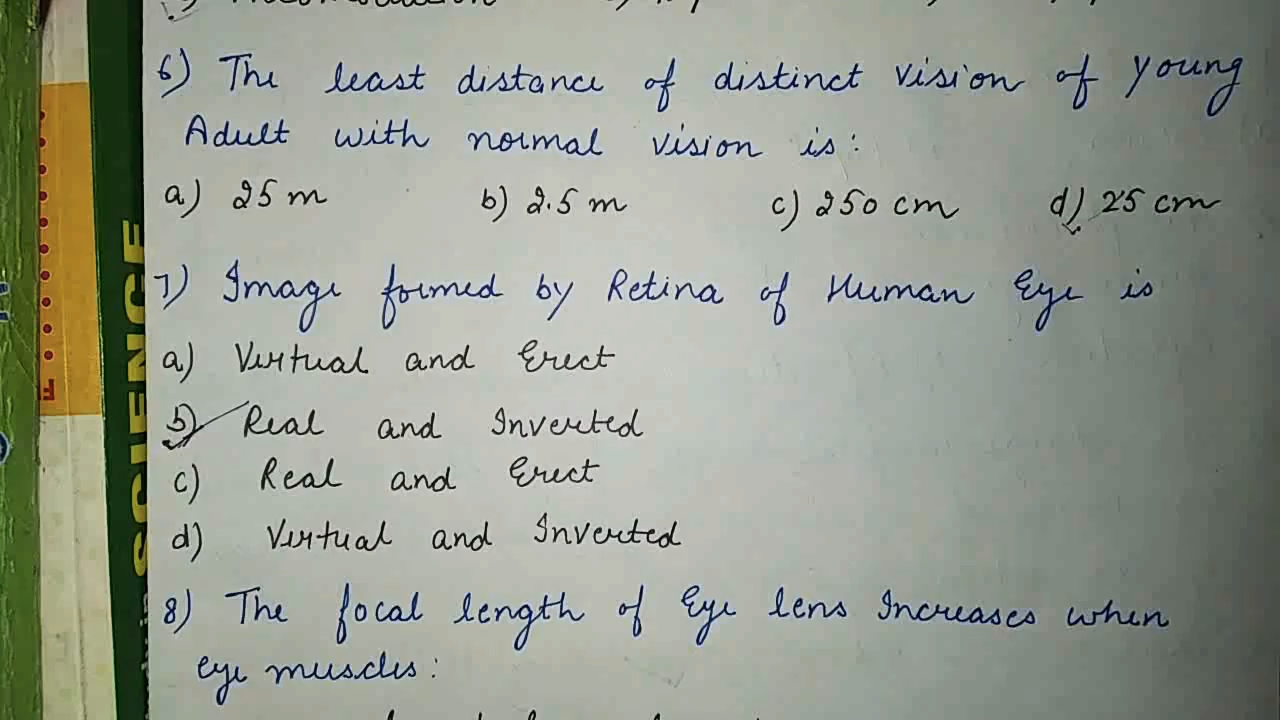 6) The least distance of distinct vision of young
Adult with normal vision is:
a) 25 m b) 2.5 m c) 250 cm d) 25 cm
7) Image formed by Retina of Human Eye is
a) Virtual and Erect
b) Real and Inverted
c) Real and Erect
d) Virtual and Inverted
8) The focal length of Eye lens Increases when
eye muscles:
SCIENCE